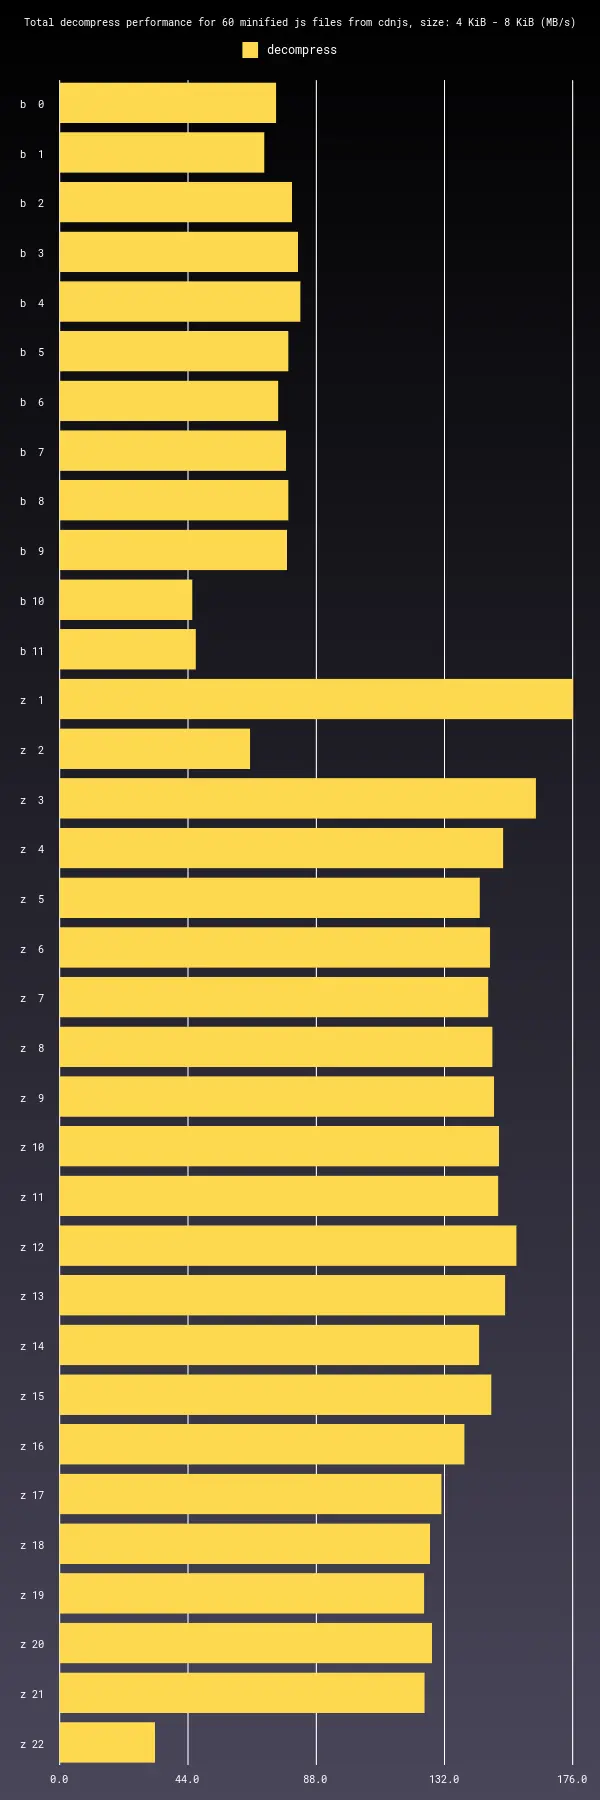 Total decompress performance for 60 minified js files from cdnjs, size: 4 KiB - 8 KiB (MB/s)
decompress
b 0
b 1
b 2
b 3
b 4
b 5
b 6
b 7
b 8
b 9
b 10
b 11
z 1
z 2
z 3
z 4
z 5
z 6
z 7
z 8
z 9
z 10
z 11
z 12
z 13
z 14
z 15
z 16
z 17
z 18
z 19
z 20
z 21
z 22
0.0 44.0 88.0 132.0 176.0